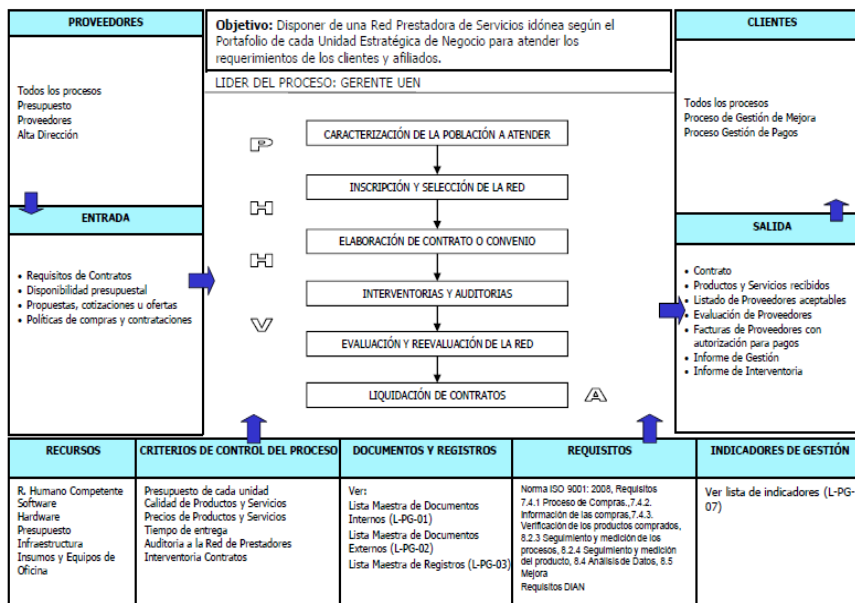 PROVEEDORES
Todos los procesos
Presupuesto
Proveedores
Alta Dirección
ENTRADA
• Requisitos de Contratos
• Disponibilidad presupuestal
• Propuestas, cotizaciones u ofertas
• Políticas de compras y contrataciones
Objetivo: Disponer de una Red Prestadora de Servicios idónea según el
Portafolio de cada Unidad Estratégica de Negocio para atender los
requerimientos de los clientes y afiliados.
LIDER DEL PROCESO: GERENTE UEN
P
CARACTERIZACIÓN DE LA POBLACIÓN A ATENDER
INSCRIPCIÓN Y SELECCIÓN DE LA RED
H
ELABORACIÓN DE CONTRATO O CONVENIO
H
INTERVENTORIAS Y AUDITORIAS
V
EVALUACIÓN Y REEVALUACIÓN DE LA RED
LIQUIDACIÓN DE CONTRATOS
A
CLIENTES
Todos los procesos
Proceso de Gestión de Mejora
Proceso Gestión de Pagos
SALIDA
• Contrato
• Productos y Servicios recibidos
• Listado de Proveedores aceptables
• Evaluación de Proveedores
• Facturas de Proveedores con
autorización para pagos
• Informe de Gestión
• Informe de Interventoria
RECURSOS
R. Humano Competente
Software
Hardware
Presupuesto
Infraestructura
Insumos y Equipos de
Oficina
CRITERIOS DE CONTROL DEL PROCESO
Presupuesto de cada unidad
Calidad de Productos y Servicios
Precios de Productos y Servicios
Tiempo de entrega
Auditoria a la Red de Prestadores
Interventoria Contratos
DOCUMENTOS Y REGISTROS
Ver:
Lista Maestra de Documentos
Internos (L-PG-01)
Lista Maestra de Documentos
Externos (L-PG-02)
Lista Maestra de Registros (L-PG-03)
REQUISITOS
Norma ISO 9001: 2008, Requisitos
7.4.1 Proceso de Compras.,7.4.2.
Información de las compras,7.4.3.
Verificación de los productos comprados,
8.2.3 Seguimiento y medición de los
procesos, 8.2.4 Seguimiento y medición
del producto, 8.4 Análisis de Datos, 8.5
Mejora
Requisitos DIAN
INDICADORES DE GESTIÓN
Ver lista de indicadores (L-PG-
07)